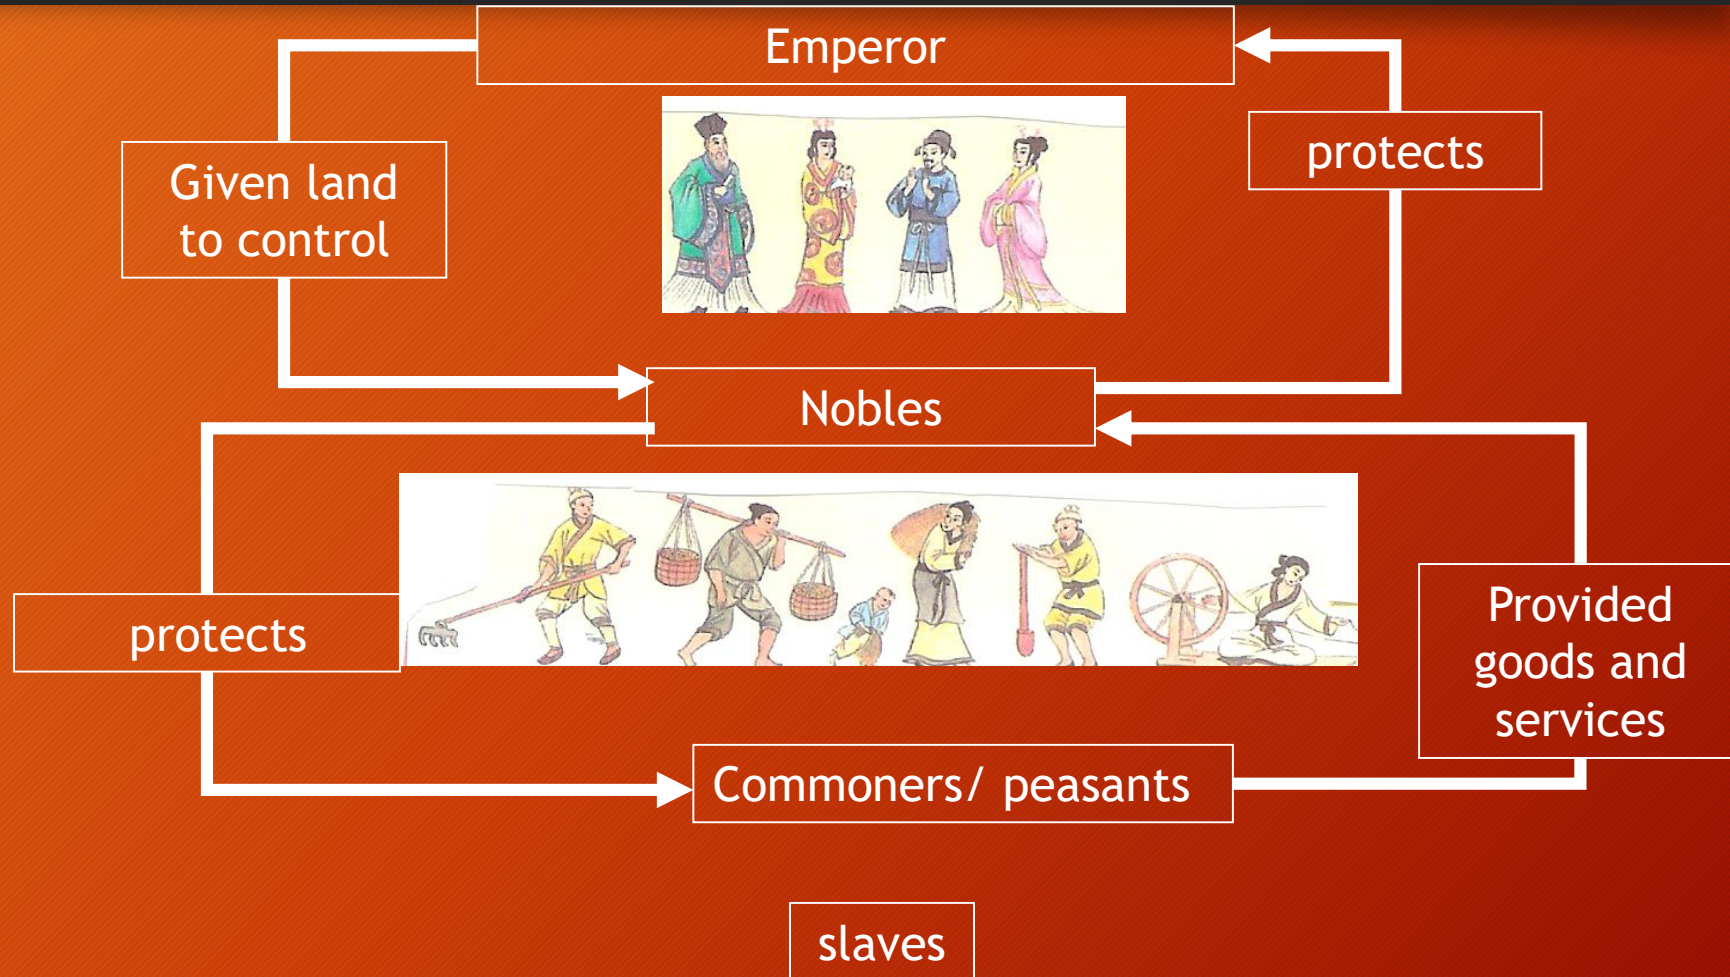 Emperor
Given land
to control
protects
Nobles
protects
Provided
goods and
services
Commoners/ peasants
slaves